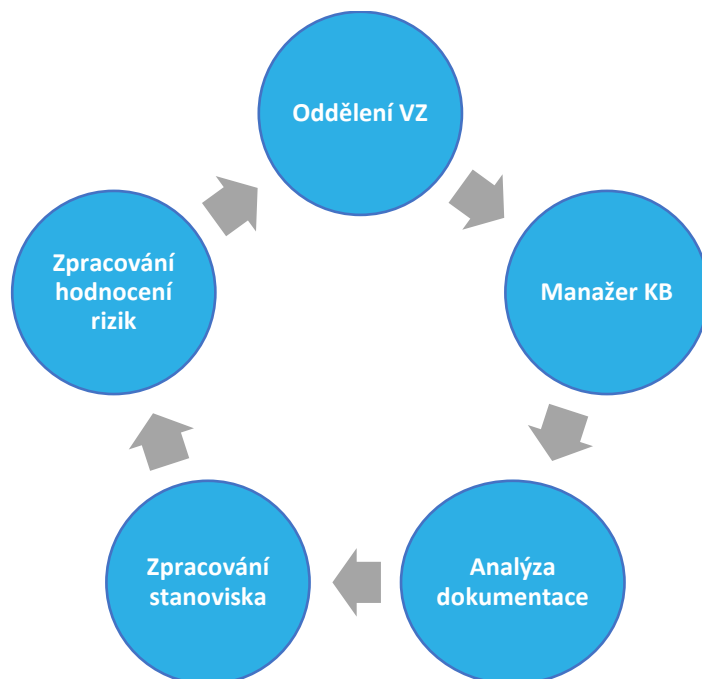 Oddělení VZ
Manažer KB
Analýza
dokumentace
Zpracování
stanoviska
Zpracování
hodnocení
rizik